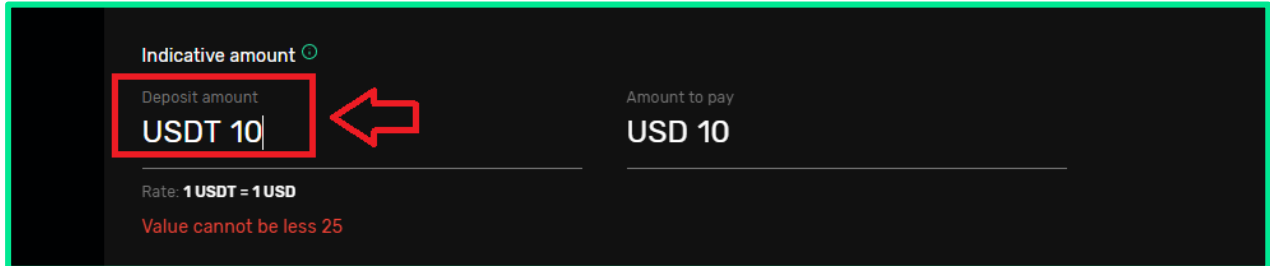 Indicative amount
Deposit amount
USDT 10
Amount to pay
USD 10
Rate: 1 USDT = 1 USD
Value cannot be less 25